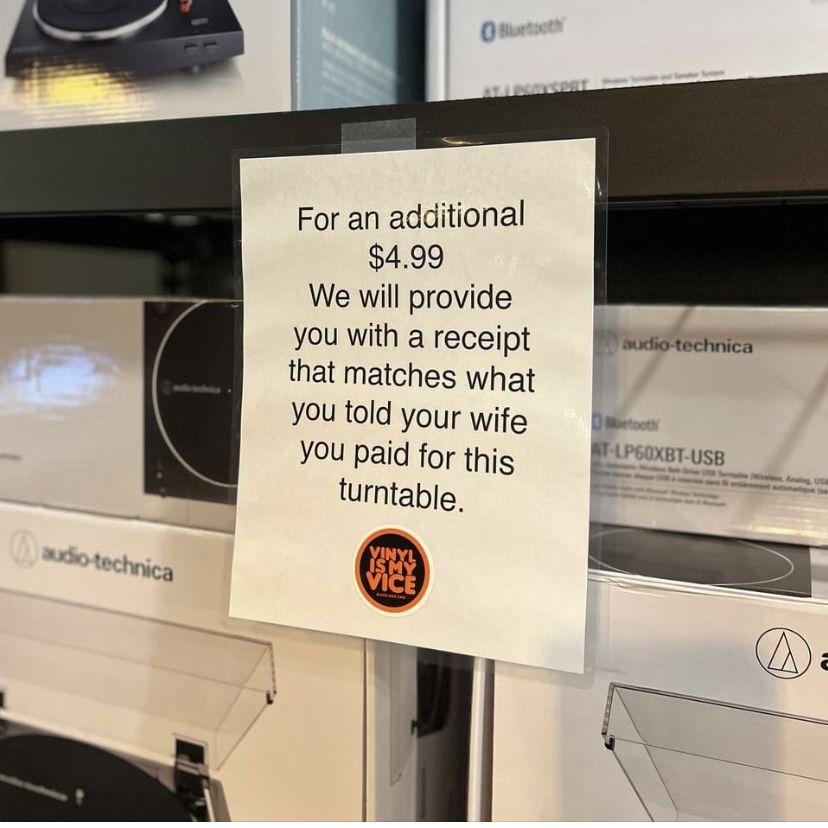 Bluetooth
For an additional
$4.99
We will provide
you with a receipt
that matches what
you told your wife
you paid for this
turntable.
VINYL
IS MY
VICE
audio-technica
Bluetooth
AT-LP60XBT-USB
audio-technica